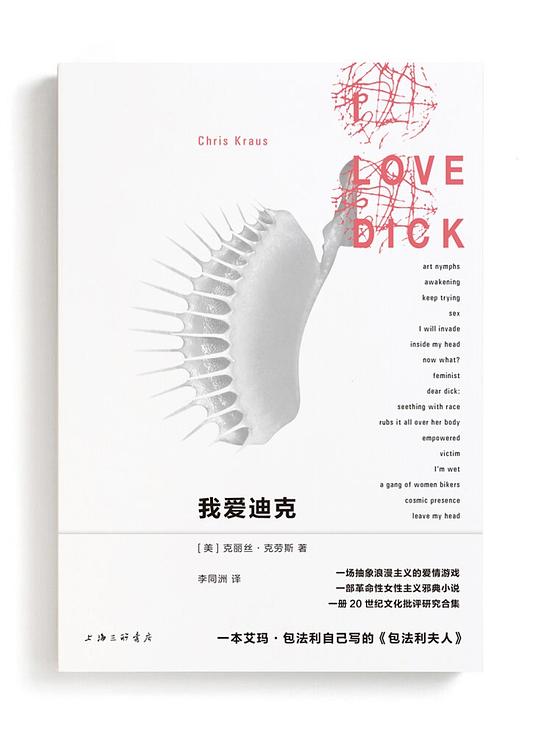 Chris Kraus
I
LOVE
DICK
art nymphs
awakening
keep trying
sex
I will invade
inside my head
now what?
feminist
dear dick:
seething with race
rubs it all over her body
empowered
victim
I'm wet
a gang of women bikers
cosmic presence
leave my head
我爱迪克
[美] 克丽丝·克劳斯 著
李同洲 译
一场抽象浪漫主义的爱情游戏
一部革命性女性主义邪典小说
一册 20 世纪文化批评研究合集
上海三联书店
一本艾玛·包法利自己写的《包法利夫人》